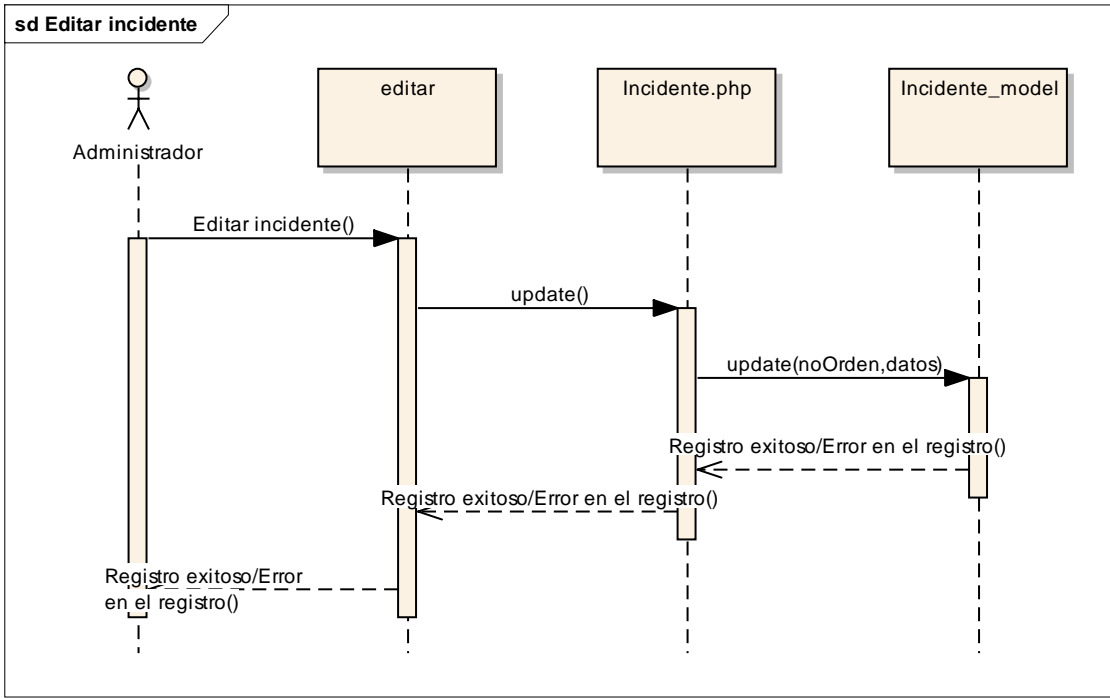 sd Editar incidente
Administrador
editar
Incidente.php
Incidente_model
Editar incidente()
update()
update(noOrden,datos)
Registro exitoso/Error en el registro()
Registro exitoso/Error en el registro()
Registro exitoso/Error
en el registro()